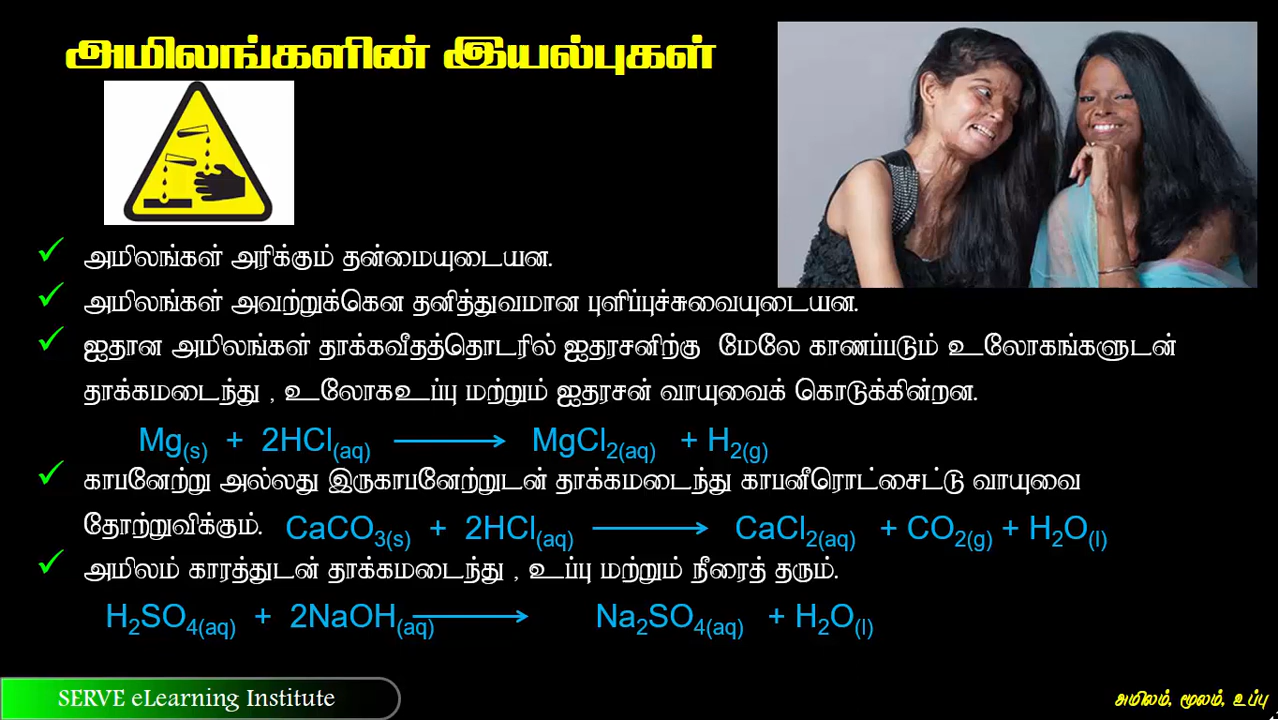 அமிலங்களின் இயல்புகள்
✓ அமிலங்கள் அரிக்கும் தன்மையுடையன.
✓ அமிலங்கள் அவற்றுக்கென தனித்துவமான புளிப்புச்சுவையுடையன.
✓ ஐதான அமிலங்கள் தாக்கவீதத்தொடரில் ஐதரசனிற்கு மேலே காணப்படும் உலோகங்களுடன்
தாக்கமடைந்து , உலோகஉப்பு மற்றும் ஐதரசன் வாயுவைக் கொடுக்கின்றன.
Mg(s) + 2HCl(aq) ⟶ MgCl₂(aq) + H₂(g)
✓ காபனேற்று அல்லது இருகாபனேற்றுடன் தாக்கமடைந்து காபனீரொட்சைட்டு வாயுவை
தோற்றுவிக்கும். CaCO₃(s) + 2HCl(aq) ⟶ CaCl₂(aq) + CO₂(g) + H₂O(l)
✓ அமிலம் காரத்துடன் தாக்கமடைந்து , உப்பு மற்றும் நீரைத் தரும்.
H₂SO₄(aq) + 2NaOH(aq) ⟶ Na₂SO₄(aq) + H₂O(l)
SERVE eLearning Institute
அமிலம், மூலம், உப்பு